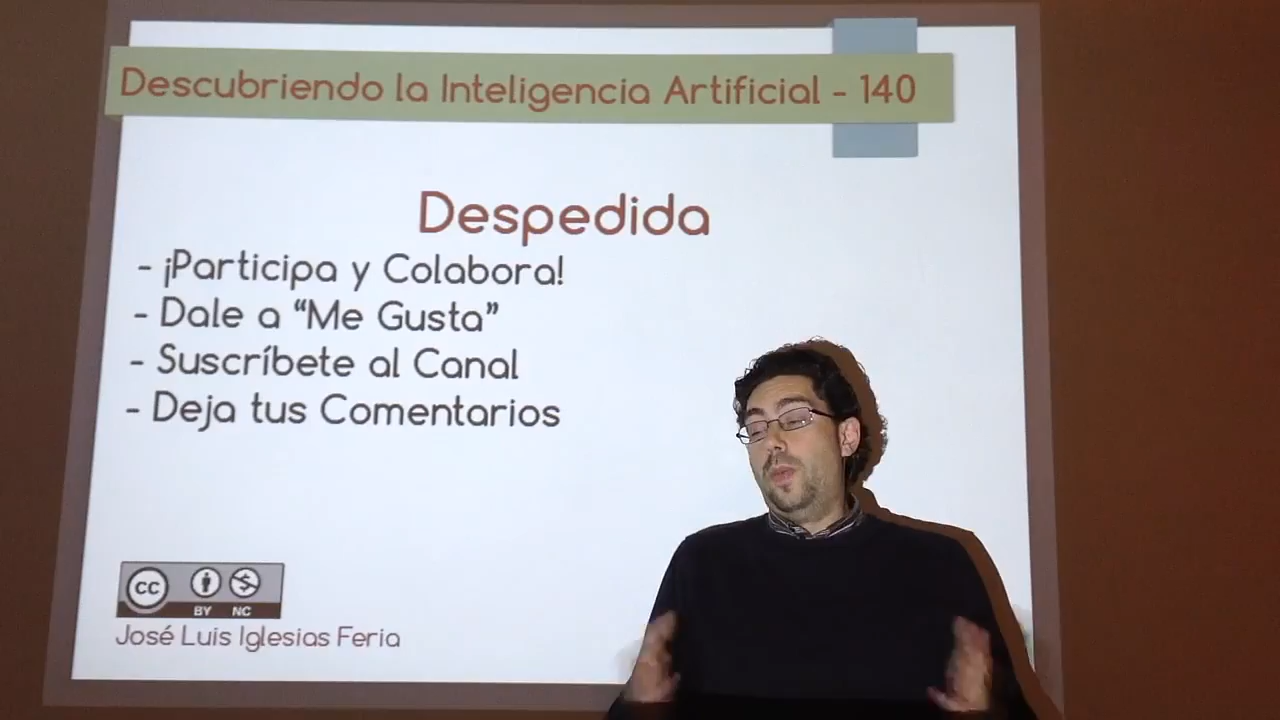 Descubriendo la Inteligencia Artificial - 140
Despedida
- ¡Participa y Colabora!
- Dale a “Me Gusta”
- Suscríbete al Canal
- Deja tus Comentarios
CC BY NC
José Luis Iglesias Feria